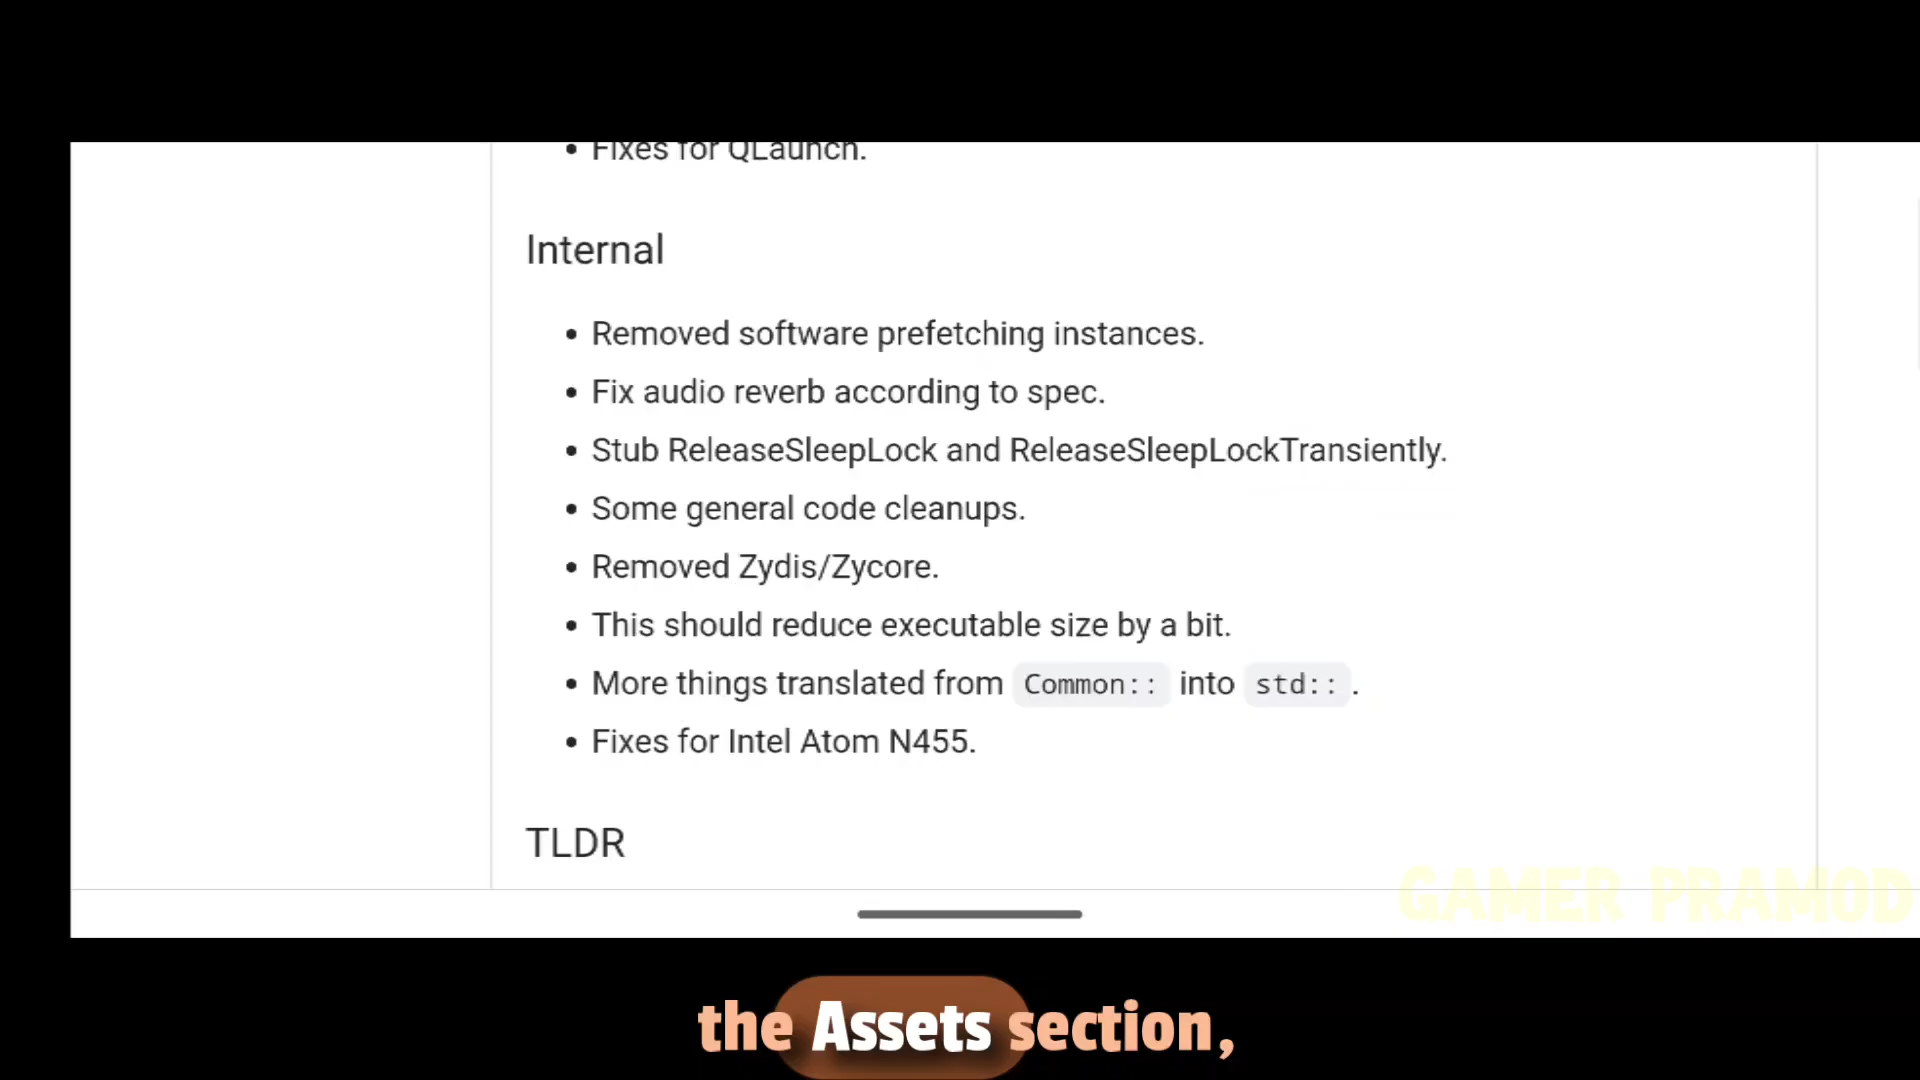 Fixes for QLaunch.
Internal
Removed software prefetching instances.
Fix audio reverb according to spec.
Stub ReleaseSleepLock and ReleaseSleepLockTransiently.
Some general code cleanups.
Removed Zydis/Zycore.
This should reduce executable size by a bit.
More things translated from Common:: into std:: .
Fixes for Intel Atom N455.
TLDR
GAMER PRAMOD
the Assets section,